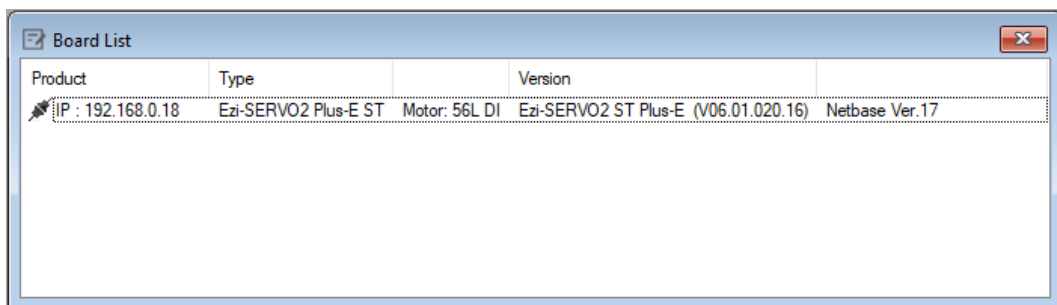 Board List
Product Type Version
IP : 192.168.0.18 Ezi-SERVO2 Plus-E ST Motor: 56L DI Ezi-SERVO2 ST Plus-E (V06.01.020.16) Netbase Ver.17